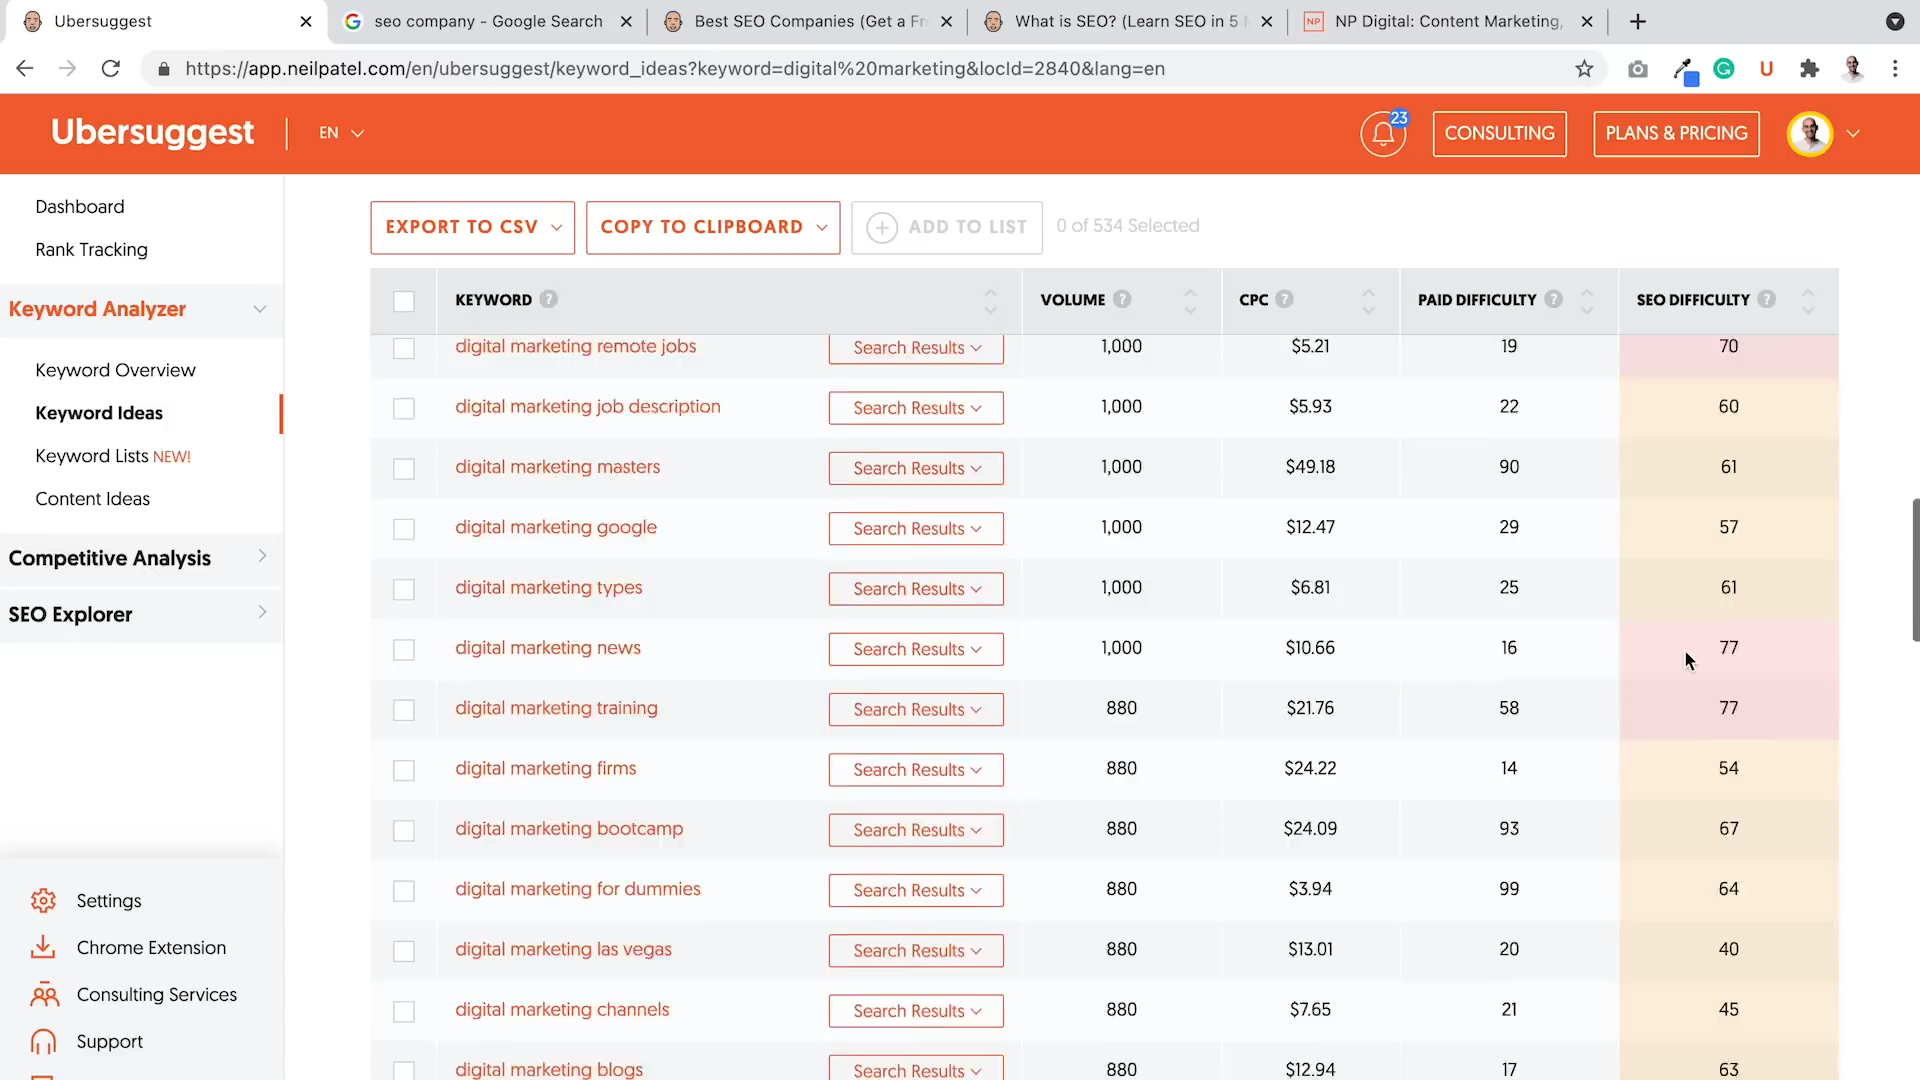 Ubersuggest
seo company - Google Search
Best SEO Companies (Get a Fr
What is SEO? (Learn SEO in 5
NP Digital: Content Marketing,
https://app.neilpatel.com/en/ubersuggest/keyword_ideas?keyword=digital%20marketing&locId=2840&lang=en
Ubersuggest EN 23 CONSULTING PLANS & PRICING
Dashboard
Rank Tracking
Keyword Analyzer
Keyword Overview
Keyword Ideas
Keyword Lists NEW!
Content Ideas
Competitive Analysis
SEO Explorer
Settings
Chrome Extension
Consulting Services
Support
EXPORT TO CSV COPY TO CLIPBOARD ADD TO LIST 0 of 534 Selected
KEYWORD ? VOLUME ? CPC ? PAID DIFFICULTY ? SEO DIFFICULTY ?
digital marketing remote jobs Search Results 1,000 $5.21 19 70
digital marketing job description Search Results 1,000 $5.93 22 60
digital marketing masters Search Results 1,000 $49.18 90 61
digital marketing google Search Results 1,000 $12.47 29 57
digital marketing types Search Results 1,000 $6.81 25 61
digital marketing news Search Results 1,000 $10.66 16 77
digital marketing training Search Results 880 $21.76 58 77
digital marketing firms Search Results 880 $24.22 14 54
digital marketing bootcamp Search Results 880 $24.09 93 67
digital marketing for dummies Search Results 880 $3.94 99 64
digital marketing las vegas Search Results 880 $13.01 20 40
digital marketing channels Search Results 880 $7.65 21 45
digital marketing blogs Search Results 880 $12.94 17 63